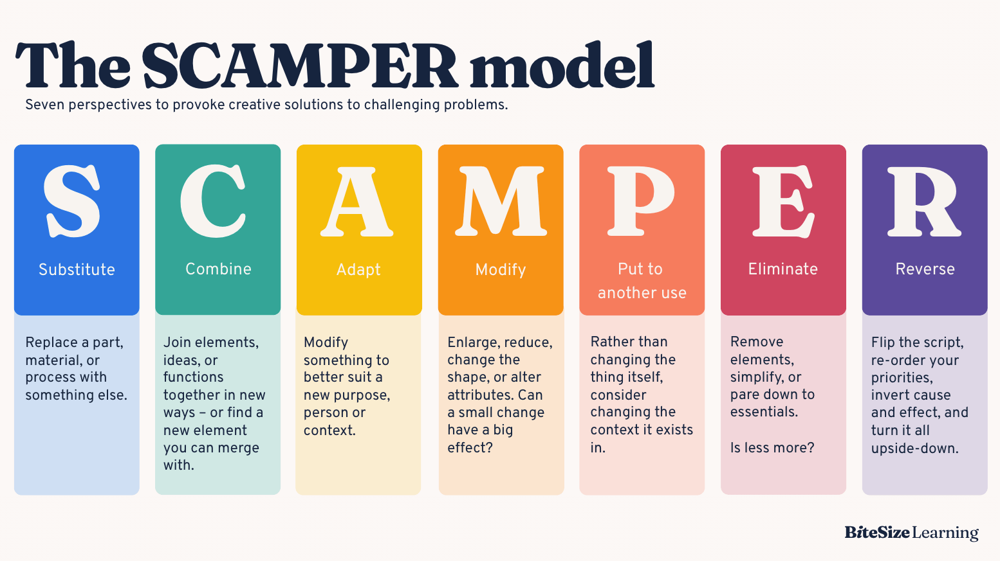 The SCAMPER model
Seven perspectives to provoke creative solutions to challenging problems.
S
Substitute
Replace a part,
material, or
process with
something else.
C
Combine
Join elements,
ideas, or
functions
together in new
ways – or find a
new element
you can merge
with.
A
Adapt
Modify
something to
better suit a
new purpose,
person or
context.
M
Modify
Enlarge, reduce,
change the
shape, or alter
attributes. Can
a small change
have a big
effect?
P
Put to
another use
Rather than
changing the
thing itself,
consider
changing the
context it exists
in.
E
Eliminate
Remove
elements,
simplify, or
pare down to
essentials.
Is less more?
R
Reverse
Flip the script,
re-order your
priorities,
invert cause
and effect, and
turn it all
upside-down.
BiteSize Learning